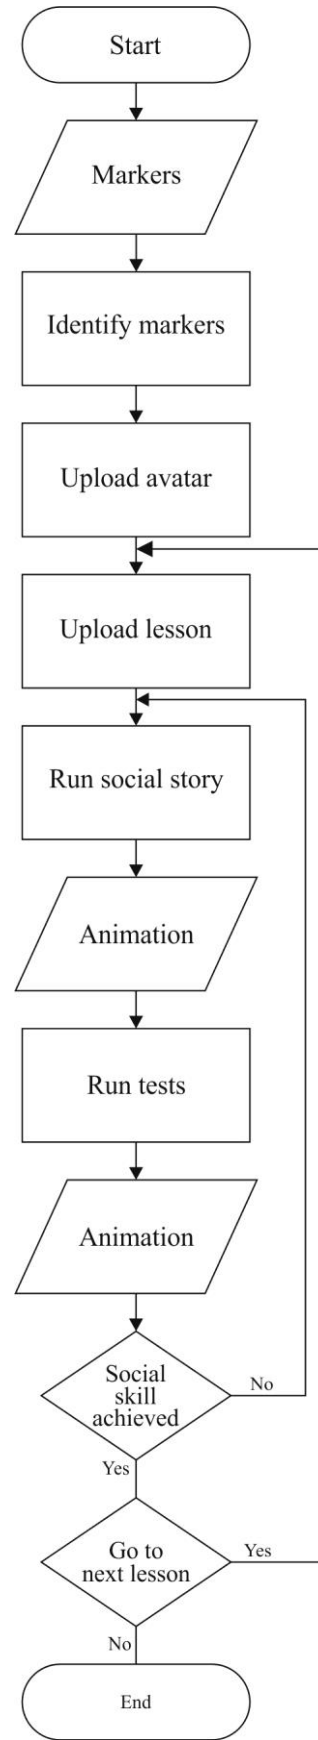 Start
Markers
Identify markers
Upload avatar
Upload lesson
Run social story
Animation
Run tests
Animation
Social
skill
achieved
No
Yes
Go to
next lesson
Yes
No
End